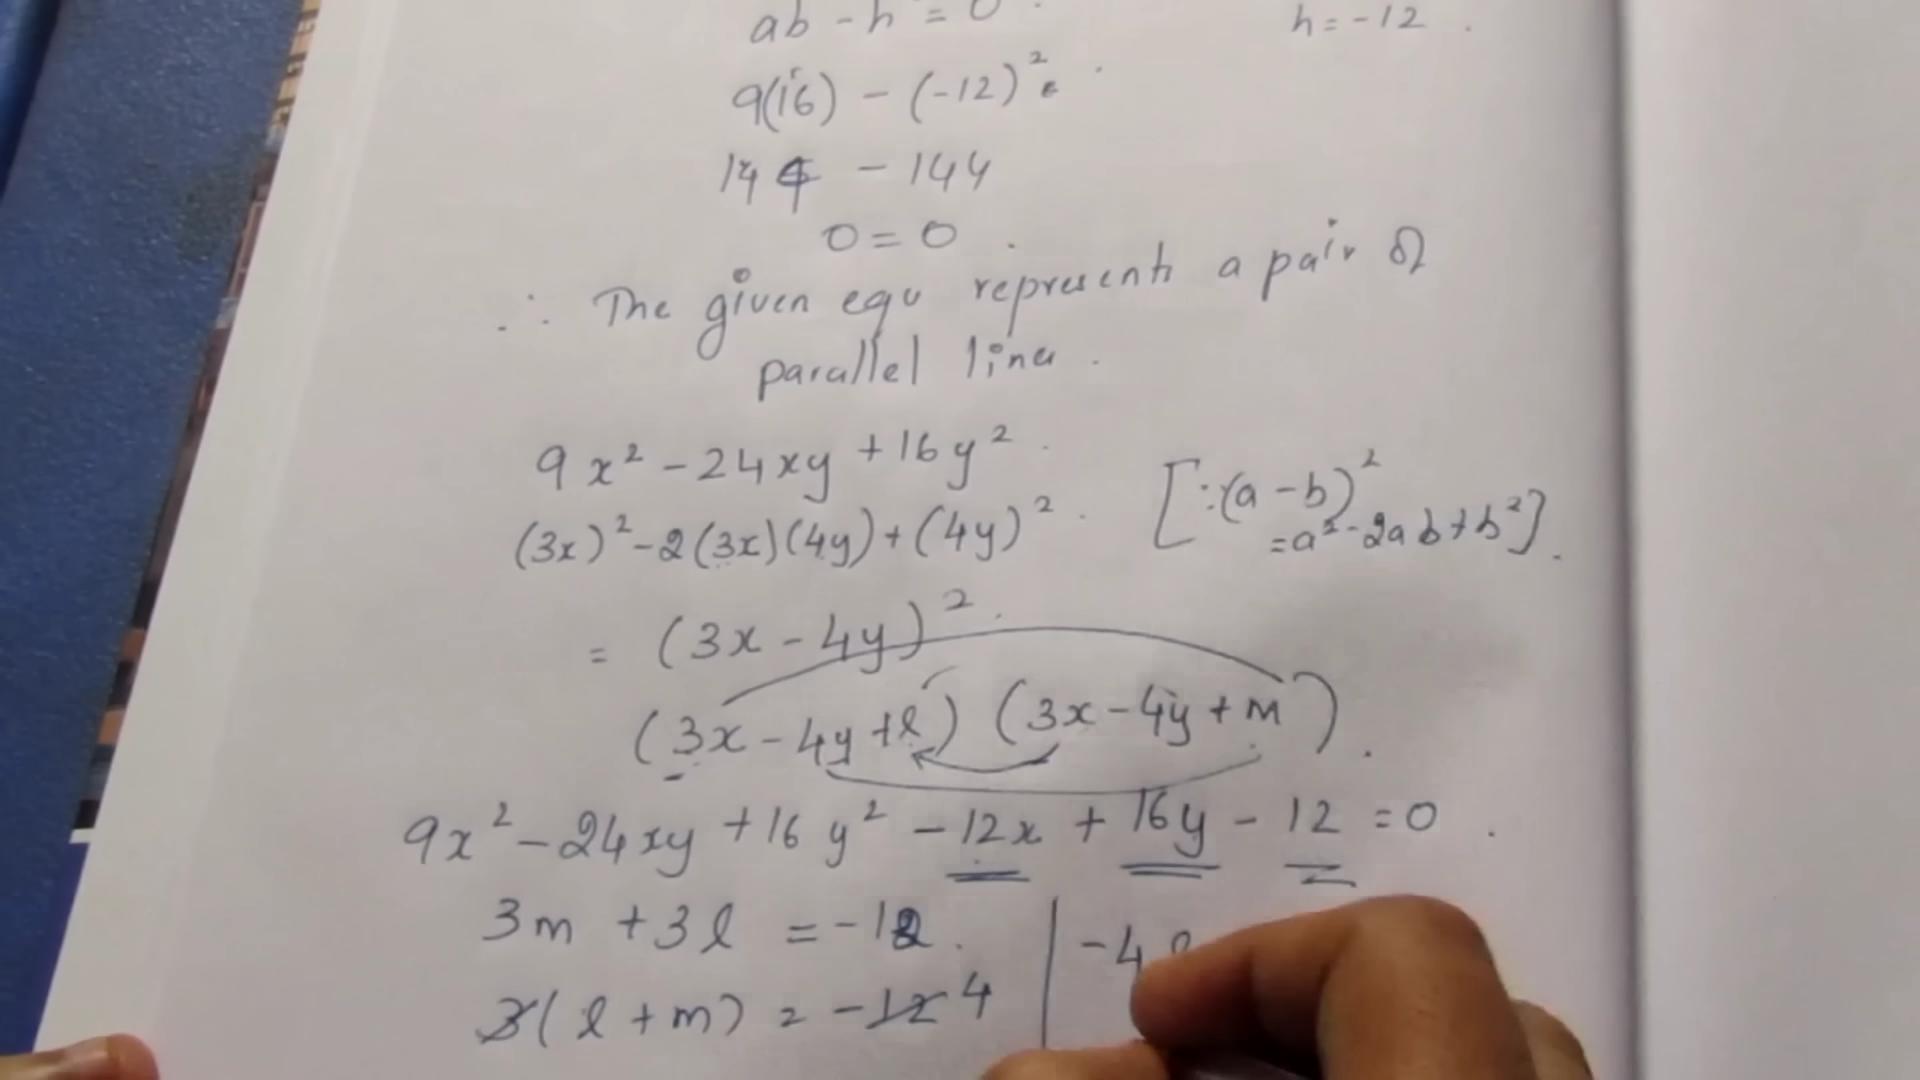 ab - h = 0
h = -12 .
9(16) - (-12)²
144 - 144
0 = 0 .
∴ The given equ represents a pair of
parallel lines .
9x² - 24xy + 16y² .
(3x)² - 2(3x)(4y) + (4y)² .
[∵(a - b)²
= a² - 2ab + b²] .
= (3x - 4y)² .
(3x - 4y + l) (3x - 4y + m) .
9x² - 24xy + 16y² - 12x + 16y - 12 = 0 .
3m + 3l = -12 .
-4l
3(l + m) = -12 4